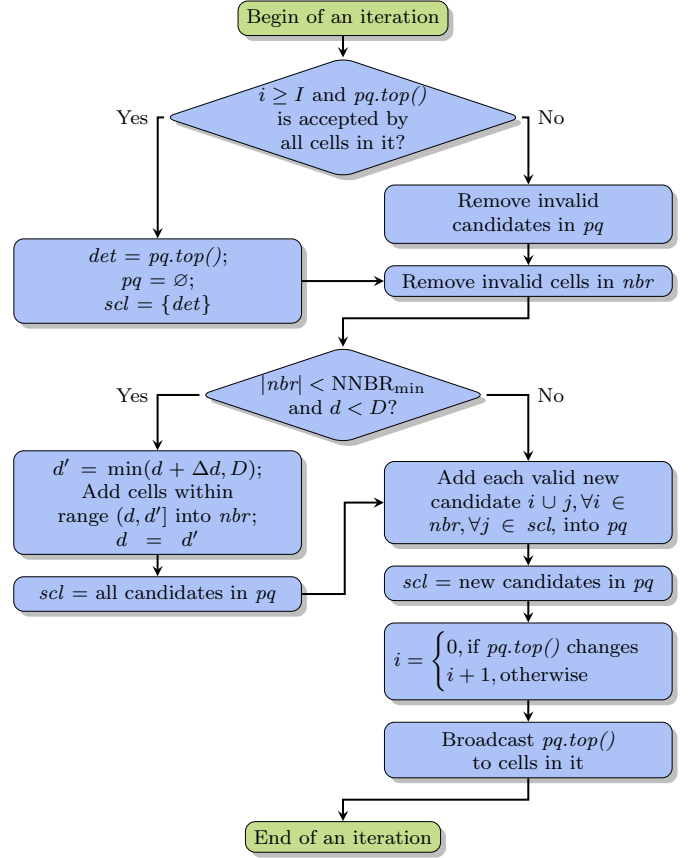 Begin of an iteration
i ≥ I and pq.top()
is accepted by
all cells in it?
Yes
No
Remove invalid
candidates in pq
det = pq.top();
pq = ∅;
scl = {det}
Remove invalid cells in nbr
|nbr| < NNBR_min
and d < D?
Yes
No
d′ = min(d + Δd, D);
Add cells within
range (d, d′] into nbr;
d = d′
Add each valid new
candidate i ∪ j, ∀i ∈
nbr, ∀j ∈ scl, into pq
scl = all candidates in pq
scl = new candidates in pq
i = { 0, if pq.top() changes
i + 1, otherwise
Broadcast pq.top()
to cells in it
End of an iteration